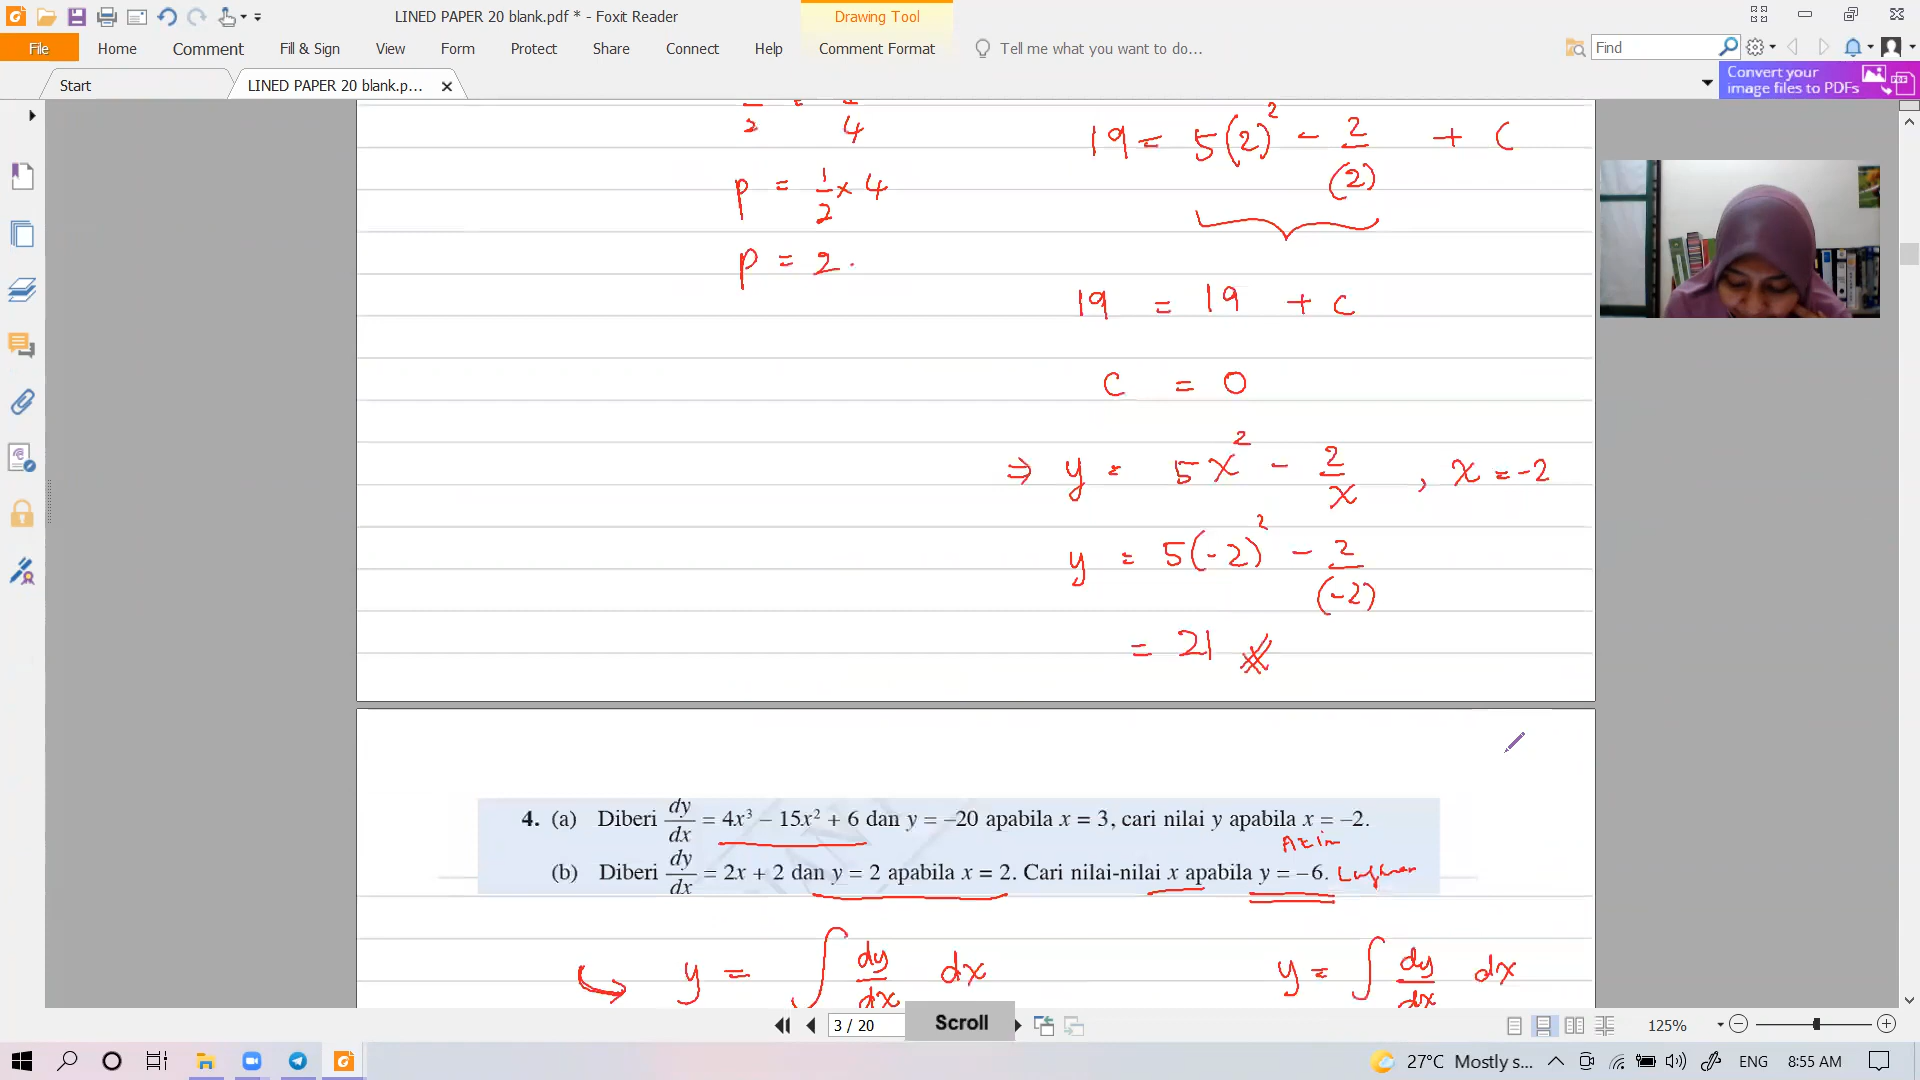 LINED PAPER 20 blank.pdf * - Foxit Reader
Drawing Tool
File Home Comment Fill & Sign View Form Protect Share Connect Help Comment Format Tell me what you want to do... Find
Start LINED PAPER 20 blank.p... Convert your
image files to PDFs
2 = 4
p = 1/2 × 4
p = 2.
19 = 5(2)² - 2/(2) + C
19 = 19 + C
C = 0
⇒ y = 5x² - 2/x , x = -2
y = 5(-2)² - 2/(-2)
= 21
4. (a) Diberi dy/dx = 4x³ – 15x² + 6 dan y = –20 apabila x = 3, cari nilai y apabila x = –2.
Azim
(b) Diberi dy/dx = 2x + 2 dan y = 2 apabila x = 2. Cari nilai-nilai x apabila y = –6. Luqman
y = ∫ dy/dx dx
y = ∫ dy/dx dx
3 / 20 Scroll 125%
27°C Mostly s... ENG 8:55 AM